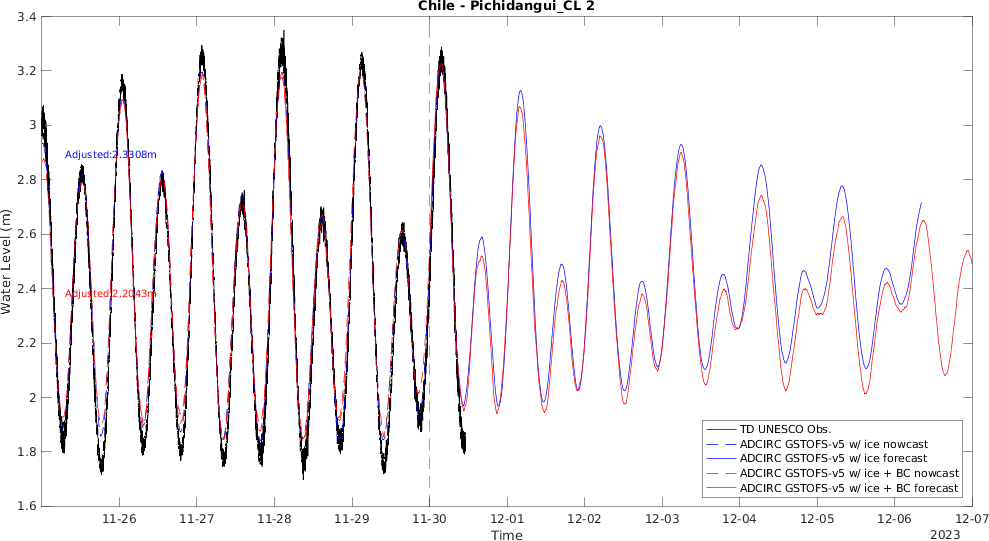 Chile - Pichidangui_CL 2
3.4
3.2
3
2.8
2.6
2.4
2.2
2
1.8
1.6
Water Level (m)
Adjusted:2.3308m
Adjusted:2.2043m
TD UNESCO Obs.
ADCIRC GSTOFS-v5 w/ ice nowcast
ADCIRC GSTOFS-v5 w/ ice forecast
ADCIRC GSTOFS-v5 w/ ice + BC nowcast
ADCIRC GSTOFS-v5 w/ ice + BC forecast
11-26 11-27 11-28 11-29 11-30 12-01 12-02 12-03 12-04 12-05 12-06 12-07
Time
2023